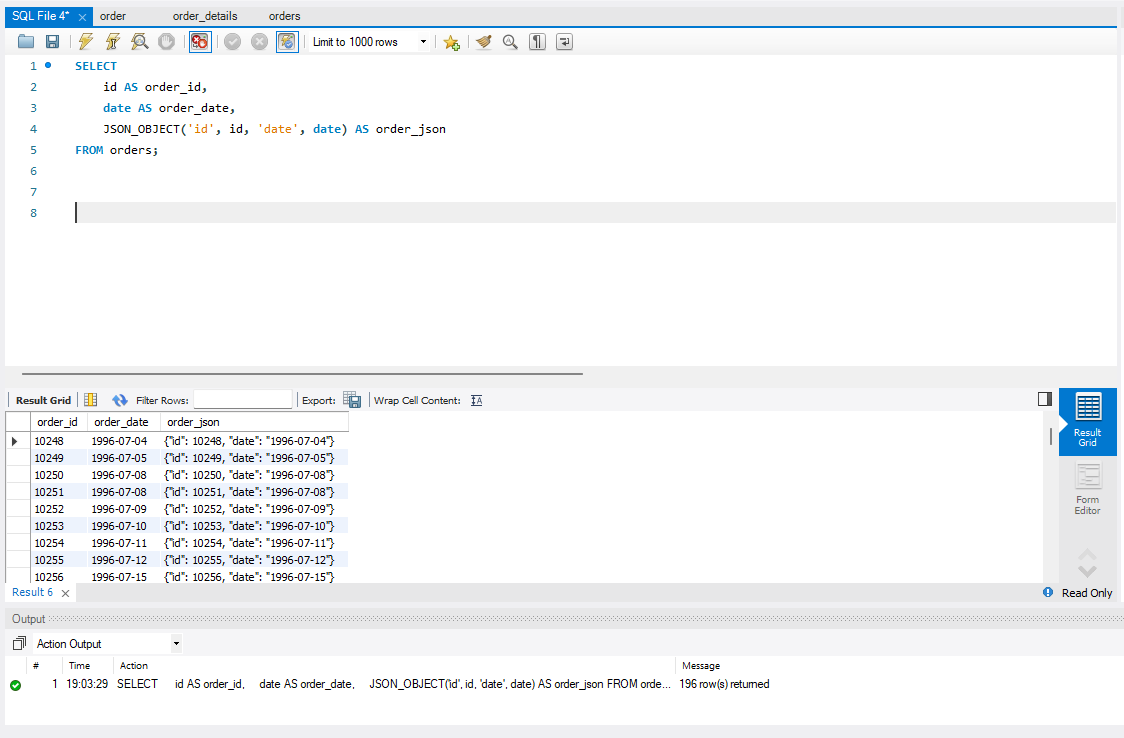 SQL File 4* order order_details orders
Limit to 1000 rows
1 SELECT
2 id AS order_id,
3 date AS order_date,
4 JSON_OBJECT('id', id, 'date', date) AS order_json
5 FROM orders;
6
7
8
Result Grid Filter Rows: Export: Wrap Cell Content:
order_id order_date order_json
10248 1996-07-04 {"id": 10248, "date": "1996-07-04"}
10249 1996-07-05 {"id": 10249, "date": "1996-07-05"}
10250 1996-07-08 {"id": 10250, "date": "1996-07-08"}
10251 1996-07-08 {"id": 10251, "date": "1996-07-08"}
10252 1996-07-09 {"id": 10252, "date": "1996-07-09"}
10253 1996-07-10 {"id": 10253, "date": "1996-07-10"}
10254 1996-07-11 {"id": 10254, "date": "1996-07-11"}
10255 1996-07-12 {"id": 10255, "date": "1996-07-12"}
10256 1996-07-15 {"id": 10256, "date": "1996-07-15"}
Result
Grid
Form
Editor
Result 6 Read Only
Output
Action Output
# Time Action Message
1 19:03:29 SELECT id AS order_id, date AS order_date, JSON_OBJECT('id', id, 'date', date) AS order_json FROM orde... 196 row(s) returned